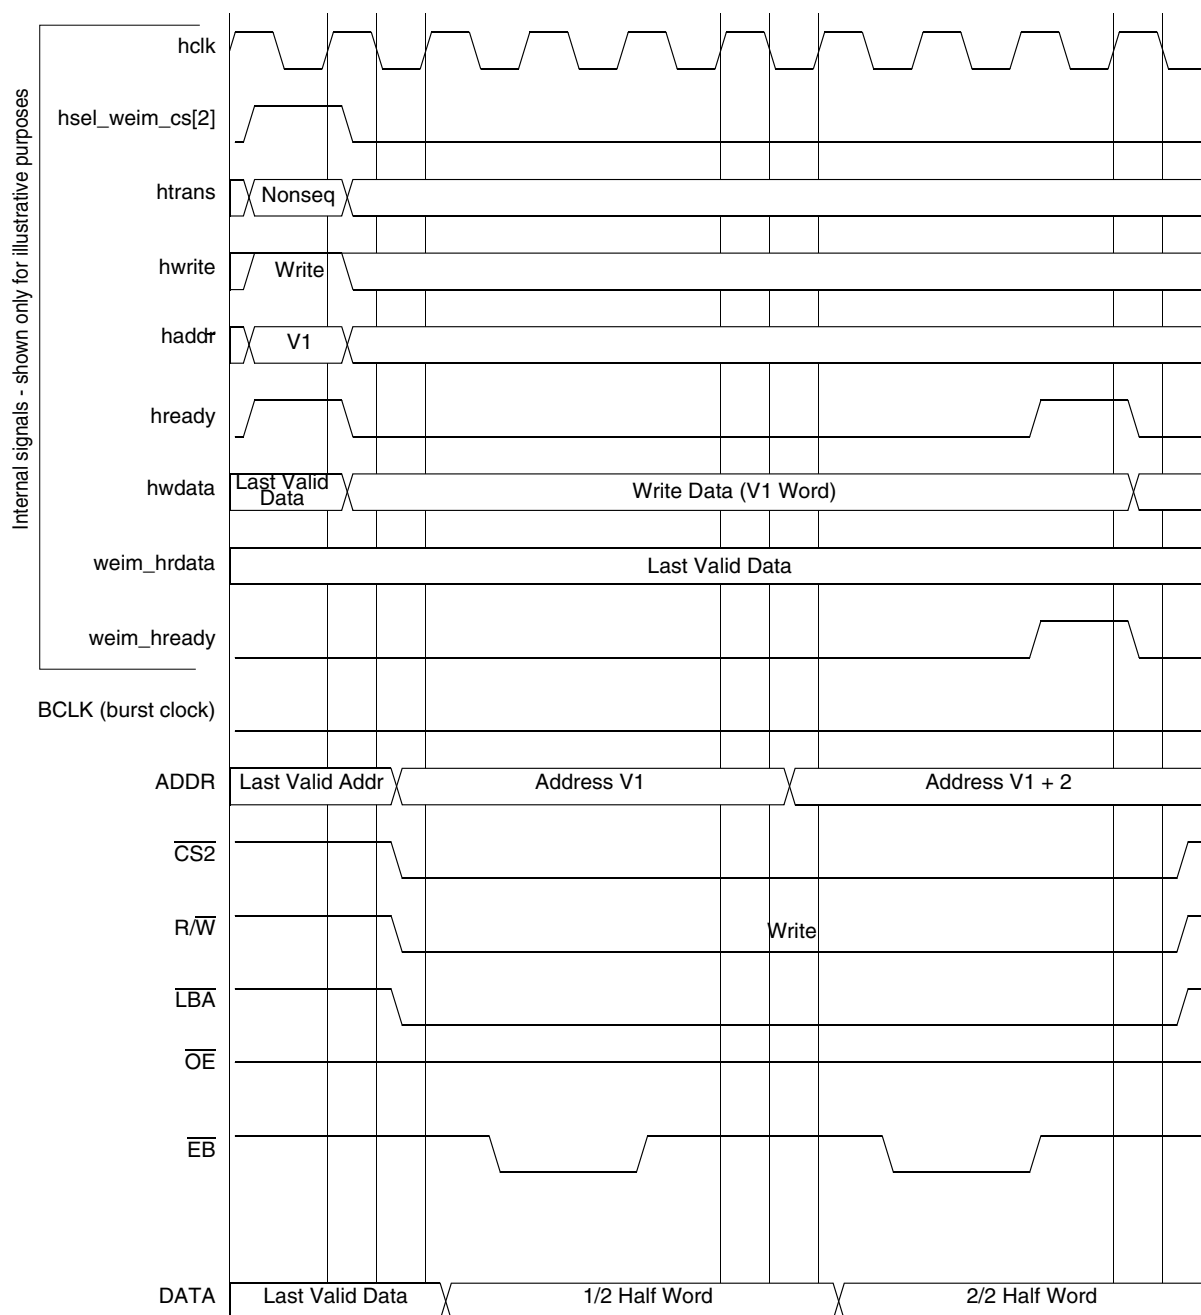 Internal signals - shown only for illustrative purposes
hclk
hsel_weim_cs[2]
htrans Nonseq
hwrite Write
haddr V1
hready
hwdata Last Valid Data Write Data (V1 Word)
weim_hrdata Last Valid Data
weim_hready
BCLK (burst clock)
ADDR Last Valid Addr Address V1 Address V1 + 2
CS2
R/W Write
LBA
OE
EB
DATA Last Valid Data 1/2 Half Word 2/2 Half Word